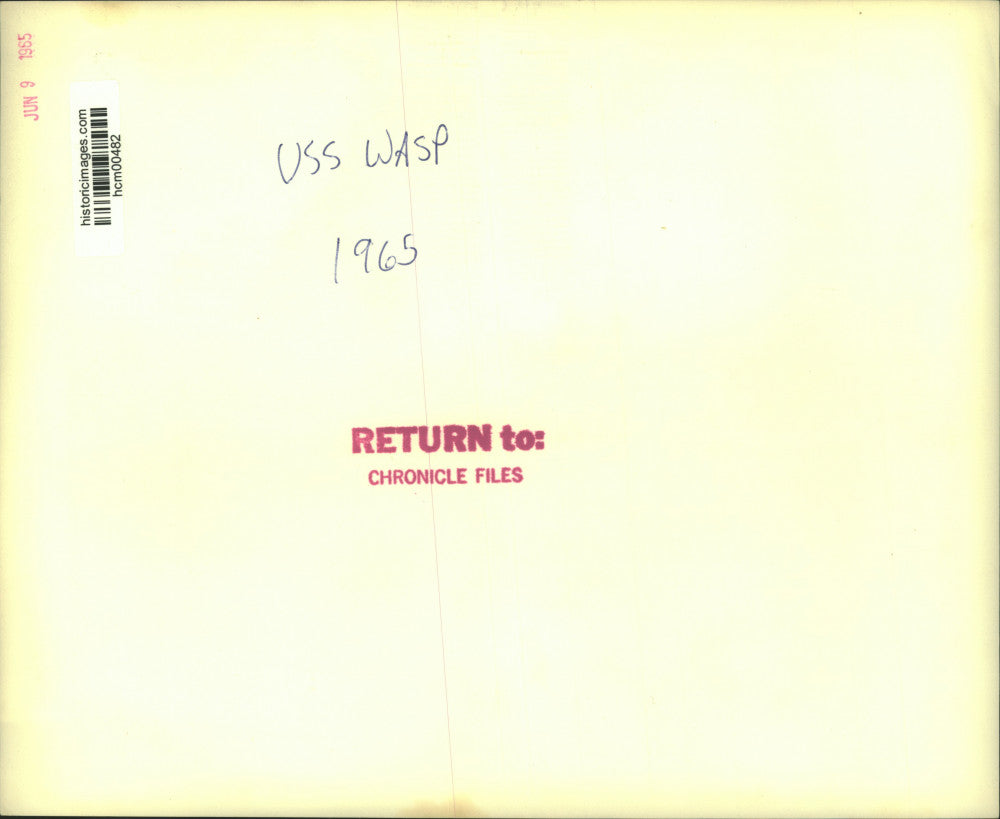 JUN 9 1965
historicimages.com
hcm00482
USS WASP
1965
RETURN to:
CHRONICLE FILES